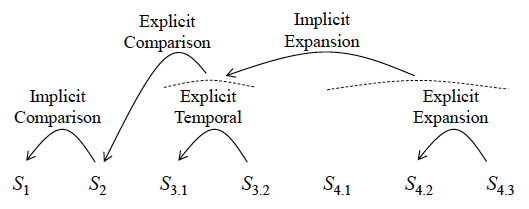 Explicit
Comparison
Implicit
Expansion
Implicit
Comparison
Explicit
Temporal
Explicit
Expansion
S1 S2 S3.1 S3.2 S4.1 S4.2 S4.3